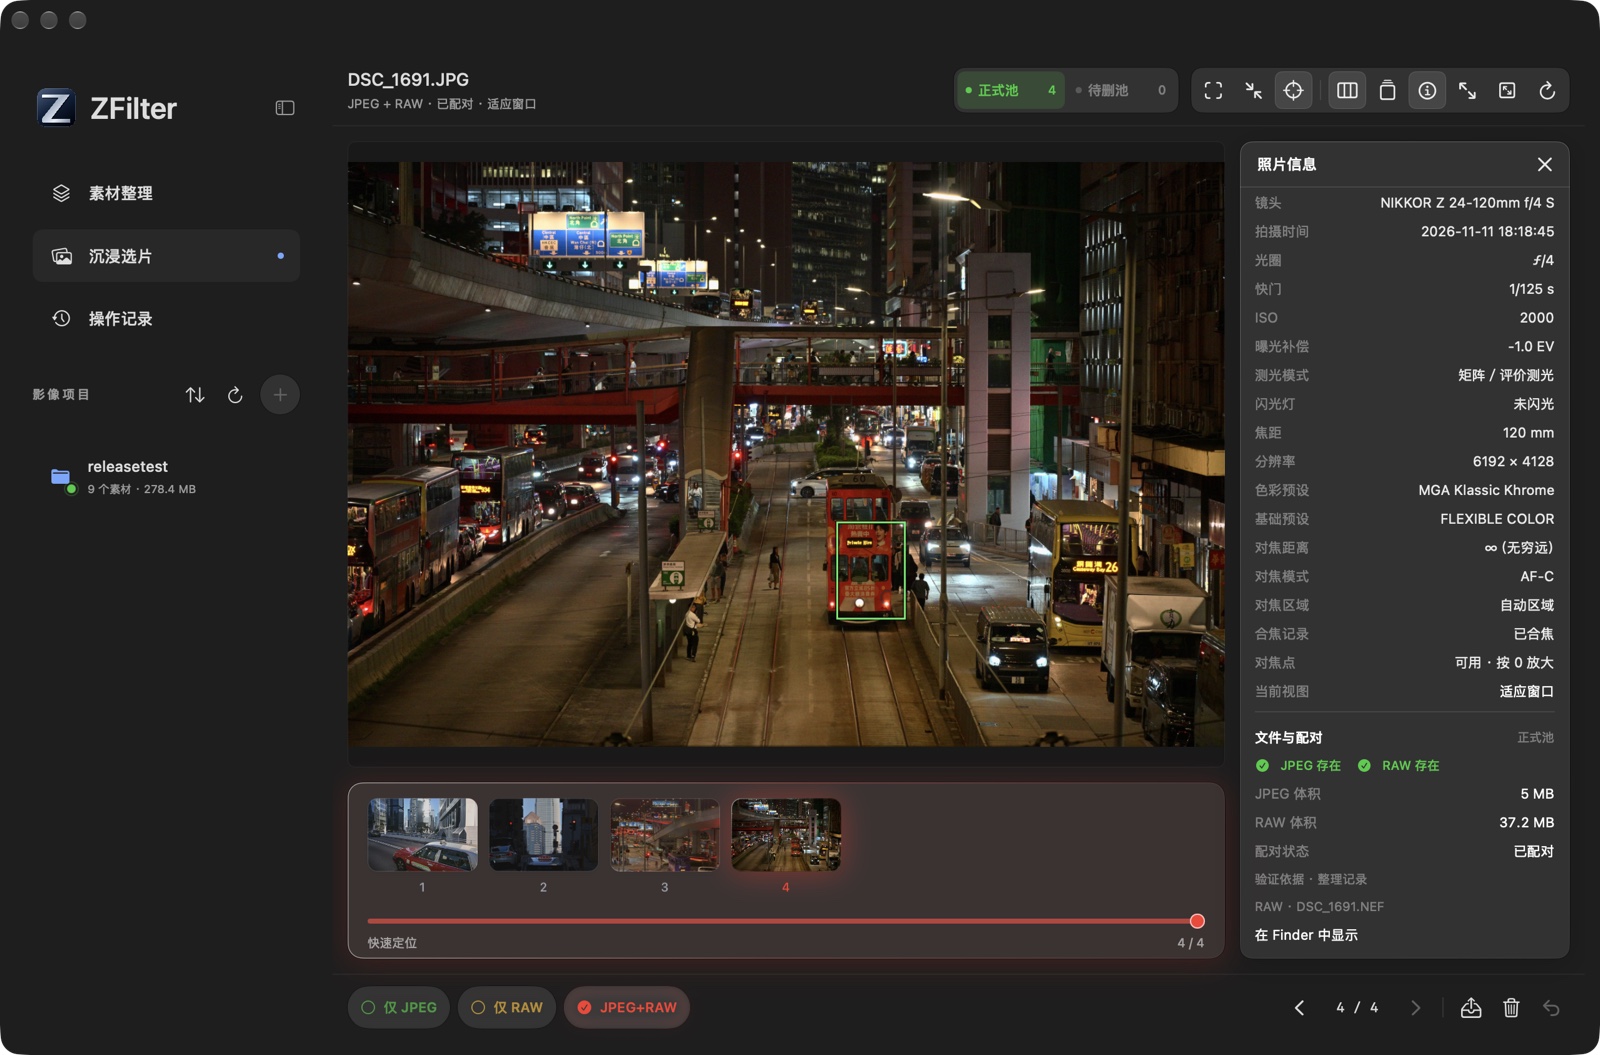 ZFilter
素材整理
沉浸选片
操作记录
影像项目
releasetest
9 个素材 · 278.4 MB
DSC_1691.JPG
JPEG + RAW · 已配对 · 适应窗口
正式池 4
待删池 0
North Point
北角
Central
中環
North Point
北角
26
照片信息
镜头 NIKKOR Z 24-120mm f/4 S
拍摄时间 2026-11-11 18:18:45
光圈 ƒ/4
快门 1/125 s
ISO 2000
曝光补偿 -1.0 EV
测光模式 矩阵 / 评价测光
闪光灯 未闪光
焦距 120 mm
分辨率 6192 × 4128
色彩预设 MGA Klassic Khrome
基础预设 FLEXIBLE COLOR
对焦距离 ∞ (无穷远)
对焦模式 AF-C
对焦区域 自动区域
合焦记录 已合焦
对焦点 可用 · 按 0 放大
当前视图 适应窗口
文件与配对 正式池
JPEG 存在 RAW 存在
JPEG 体积 5 MB
RAW 体积 37.2 MB
配对状态 已配对
验证依据 · 整理记录
RAW · DSC_1691.NEF
在 Finder 中显示
1
2
3
4
快速定位 4 / 4
仅 JPEG
仅 RAW
JPEG+RAW
4 / 4